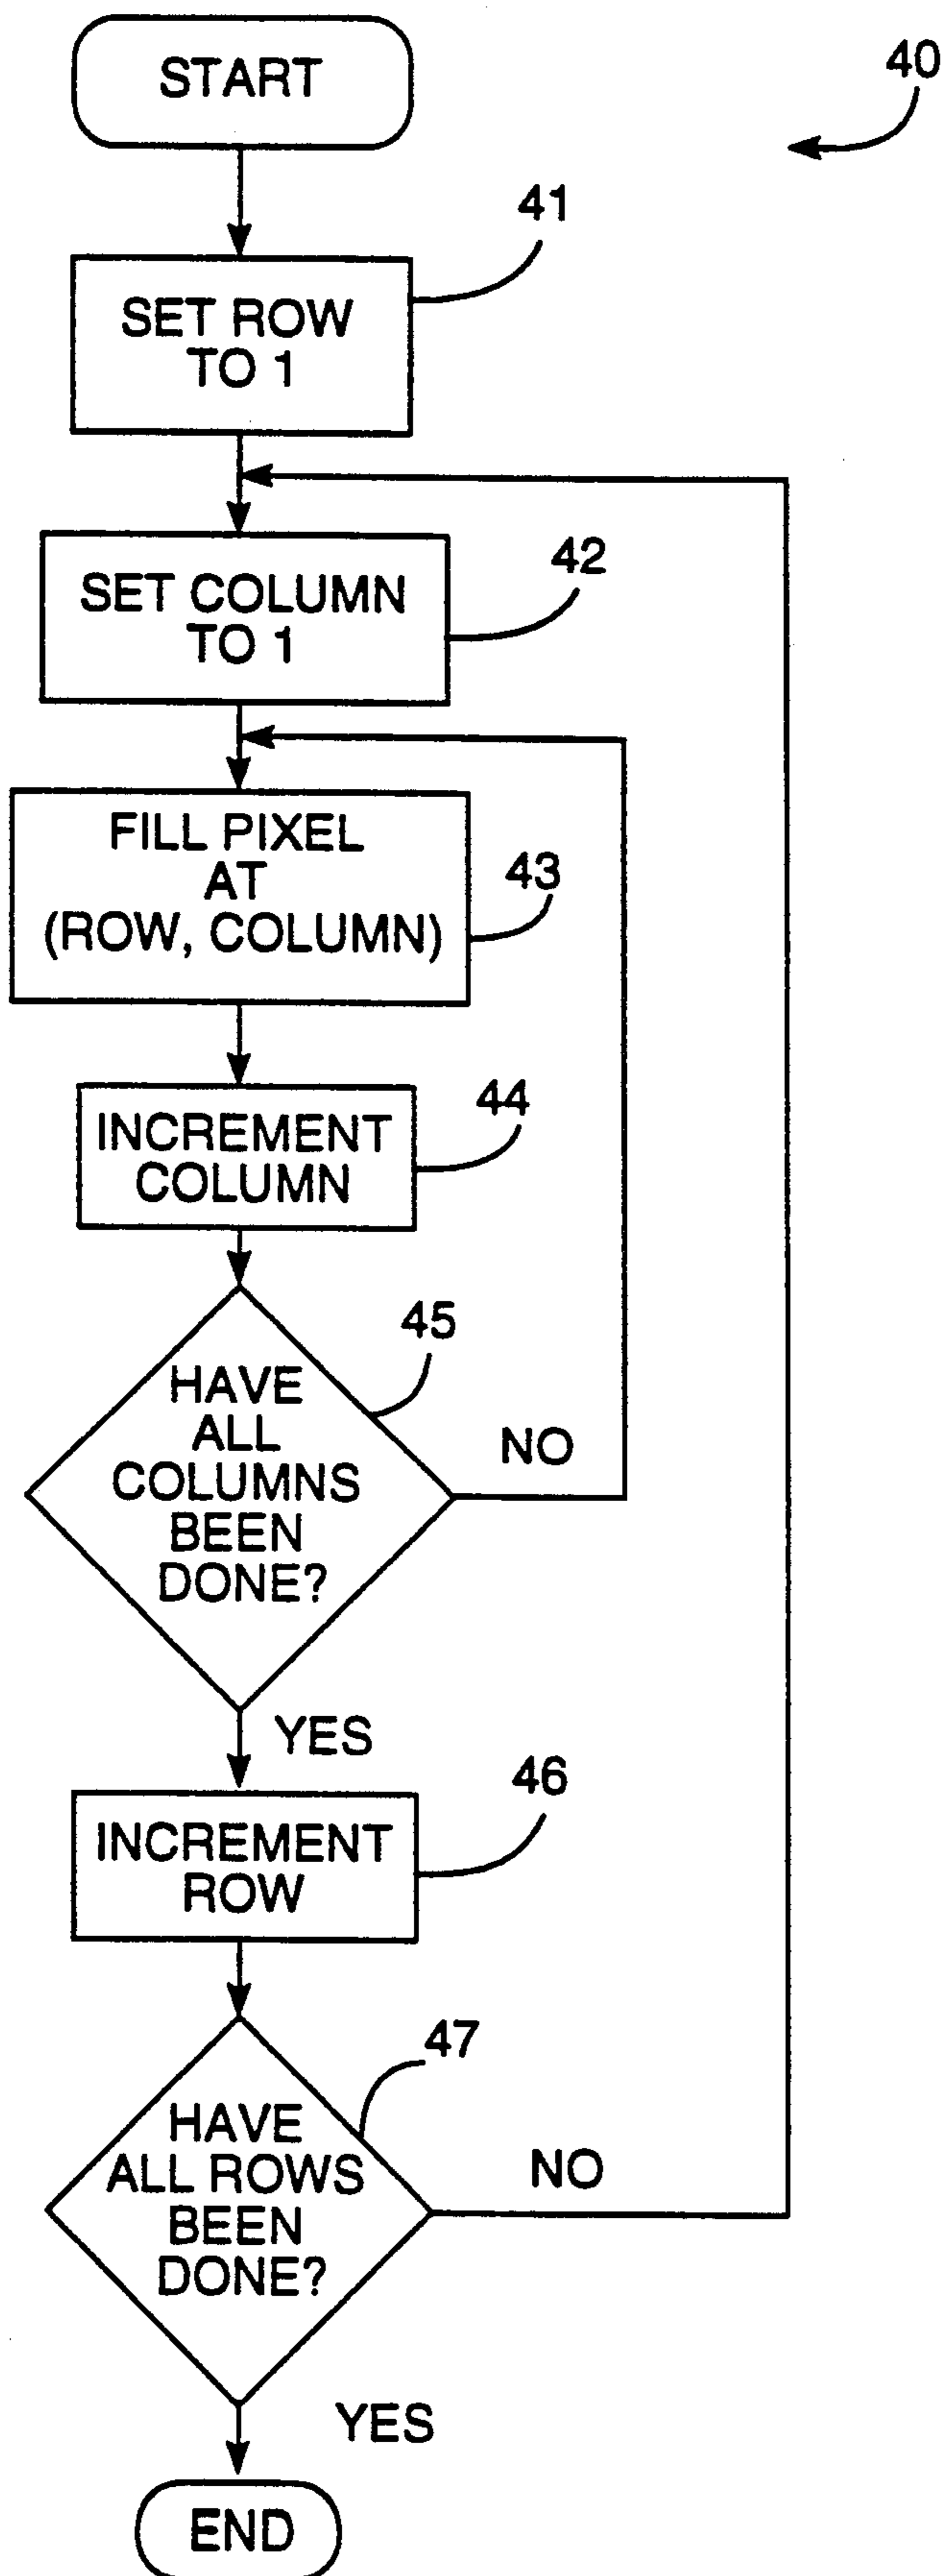 START
40
41
SET ROW
TO 1
42
SET COLUMN
TO 1
FILL PIXEL
AT
(ROW, COLUMN)
43
44
INCREMENT
COLUMN
45
HAVE
ALL
COLUMNS
BEEN
DONE?
NO
YES
46
INCREMENT
ROW
47
HAVE
ALL ROWS
BEEN
DONE?
NO
YES
END